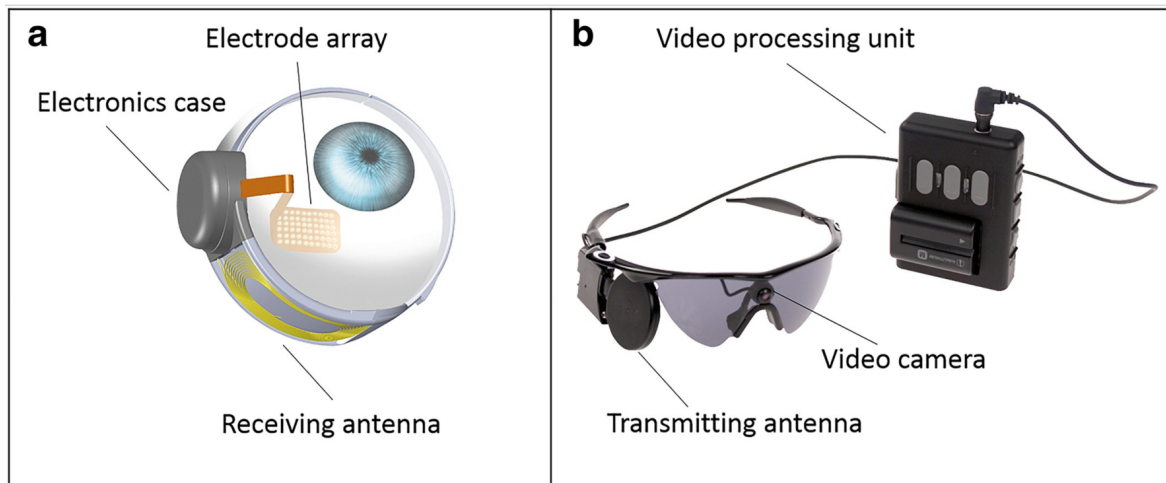 a
Electrode array
Electronics case
Receiving antenna
b
Video processing unit
Video camera
Transmitting antenna